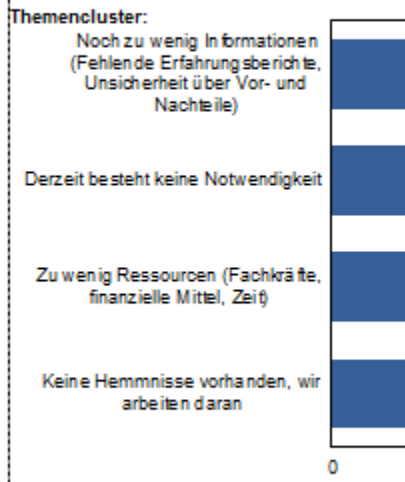 Themencluster:
Noch zu wenig Informationen
(Fehlende Erfahrungsberichte,
Unsicherheit über Vor- und
Nachteile)
Derzeit besteht keine Notwendigkeit
Zu wenig Ressourcen (Fachkräfte,
finanzielle Mittel, Zeit)
Keine Hemmnisse vorhanden, wir
arbeiten daran
0